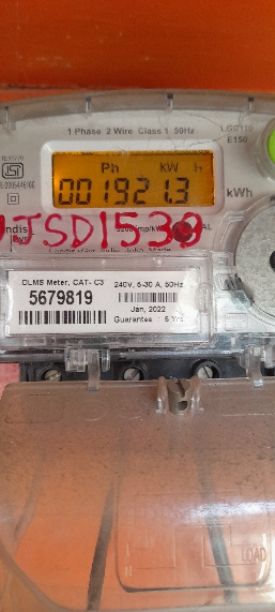 1 Phase 2 Wire Class 1 50Hz
E150
Ph KW h
001921.3
kWh
JSD1530
DLMS Meter, CAT- C3
5679819
240V, 5-30 A, 50Hz
Jan, 2022
Guarantee : 5 Yrs
LOAD